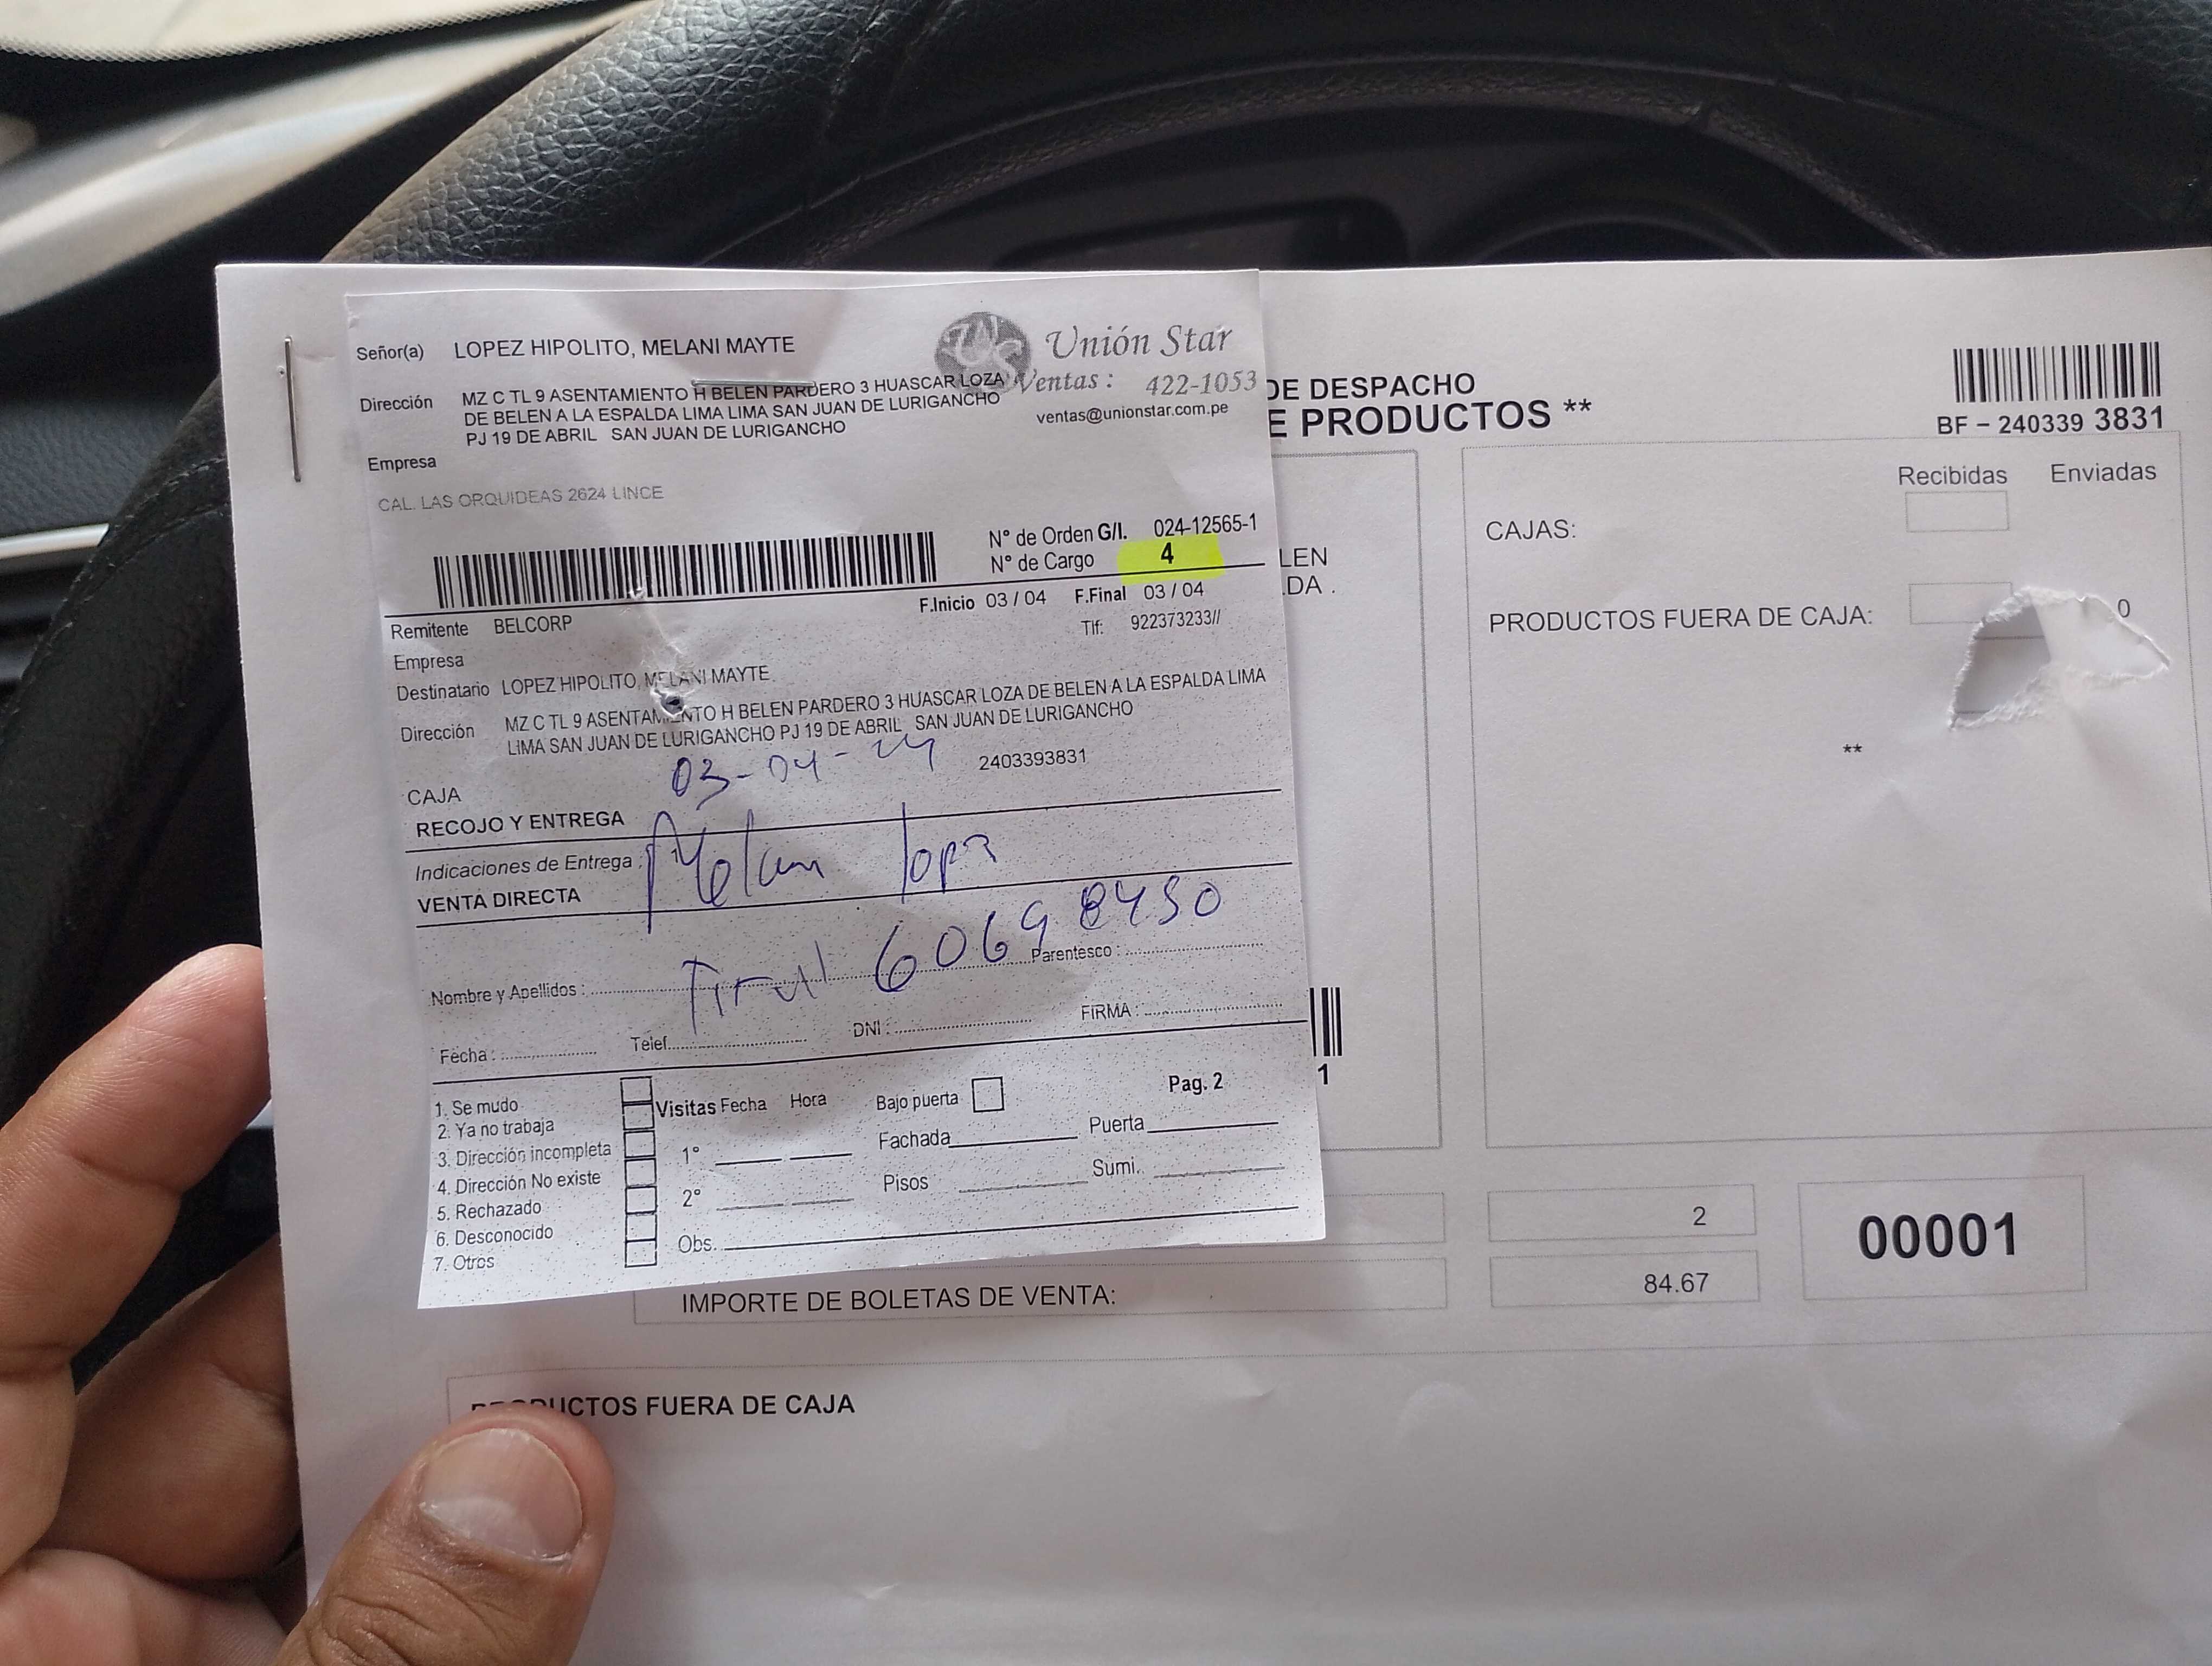 Señor(a) LOPEZ HIPOLITO, MELANI MAYTE
Unión Star
Ventas : 422-1053
ventas@unionstar.com.pe
Dirección MZ C TL 9 ASENTAMIENTO H BELEN PARDERO 3 HUASCAR LOZA
DE BELEN A LA ESPALDA LIMA LIMA SAN JUAN DE LURIGANCHO
PJ 19 DE ABRIL SAN JUAN DE LURIGANCHO
Empresa
CAL. LAS ORQUIDEAS 2624 LINCE
N° de Orden G/I. 024-12565-1
N° de Cargo 4
F.Inicio 03 / 04 F.Final 03 / 04
Remitente BELCORP
Tlf: 922373233//
Empresa
Destinatario LOPEZ HIPOLITO, MELANI MAYTE
Dirección MZ C TL 9 ASENTAMIENTO H BELEN PARDERO 3 HUASCAR LOZA DE BELEN A LA ESPALDA LIMA
LIMA SAN JUAN DE LURIGANCHO PJ 19 DE ABRIL SAN JUAN DE LURIGANCHO
03-04-24 2403393831
CAJA
RECOJO Y ENTREGA
Indicaciones de Entrega :
VENTA DIRECTA
Melani
Nombre y Apellidos : Parentesco :
60698450
Fecha : Telef. DNI : FIRMA :
1. Se mudo
2. Ya no trabaja
3. Dirección incompleta
4. Dirección No existe
5. Rechazado
6. Desconocido
7. Otros
Visitas Fecha Hora
1°
2°
Obs.
Bajo puerta
Fachada
Pisos
Pag. 2
Puerta
Sumi.
DE DESPACHO
E PRODUCTOS **
BF - 240339 3831
Recibidas Enviadas
CAJAS:
PRODUCTOS FUERA DE CAJA: 0
**
LEN
DA .
1
2
IMPORTE DE BOLETAS DE VENTA: 84.67
00001
PRODUCTOS FUERA DE CAJA